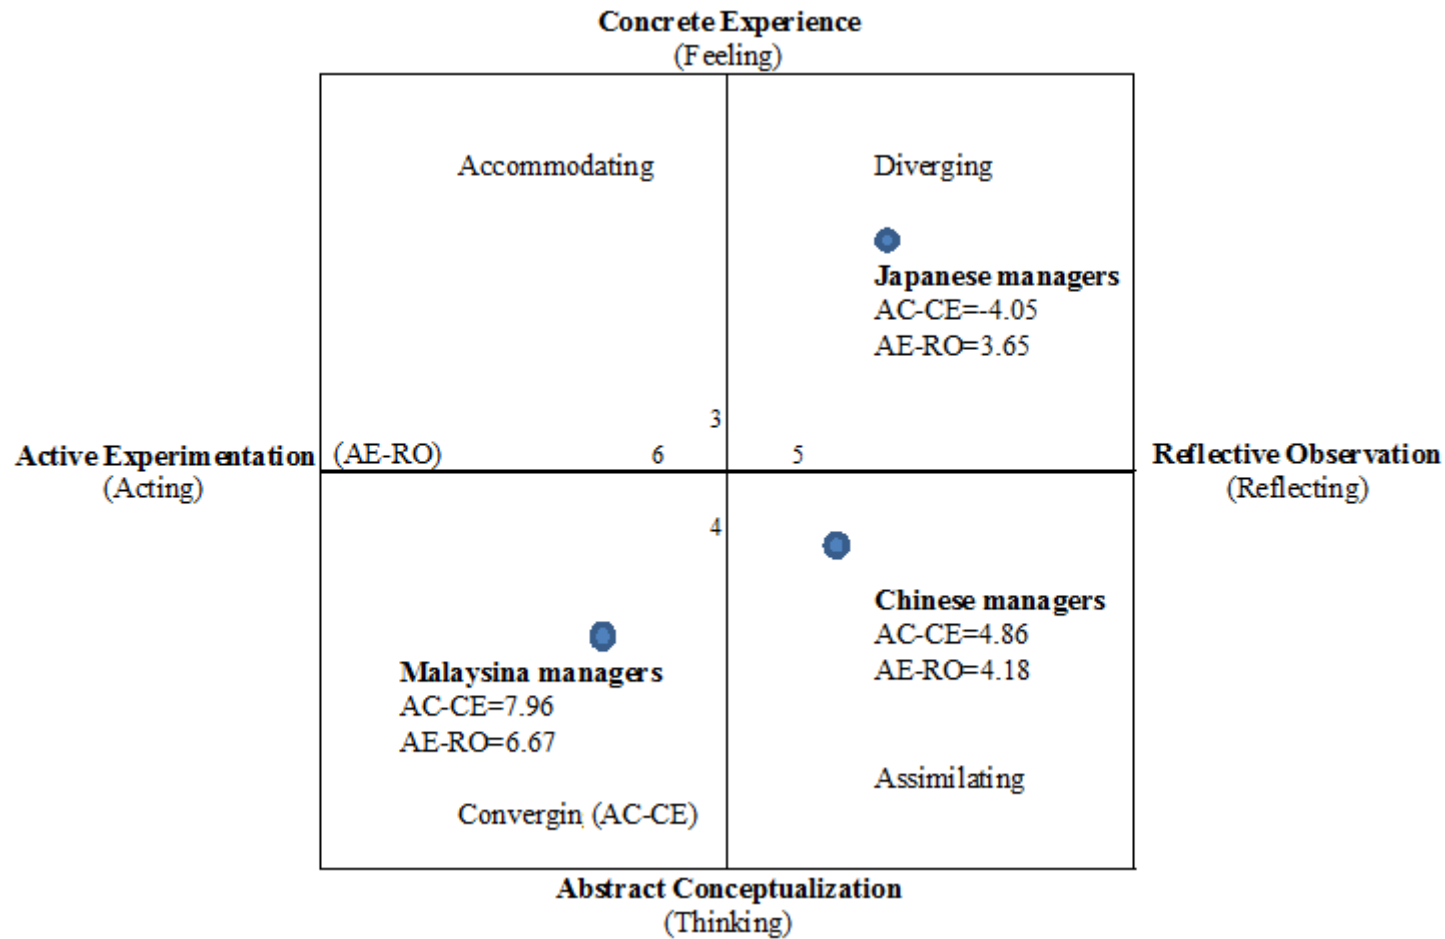 Concrete Experience
(Feeling)
Accommodating
Diverging
Japanese managers
AC-CE=-4.05
AE-RO=3.65
3
Active Experimentation
(Acting)
(AE-RO)
6
5
Reflective Observation
(Reflecting)
4
Chinese managers
AC-CE=4.86
AE-RO=4.18
Malaysina managers
AC-CE=7.96
AE-RO=6.67
Assimilating
Convergin (AC-CE)
Abstract Conceptualization
(Thinking)